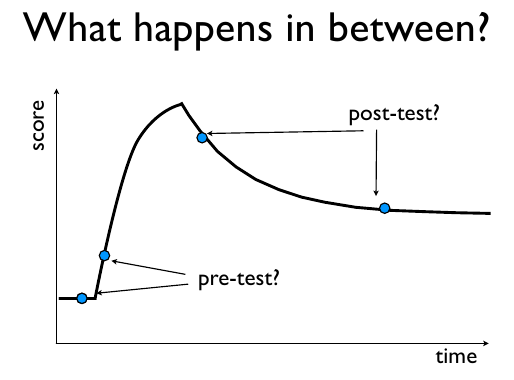 What happens in between?
score
post-test?
pre-test?
time